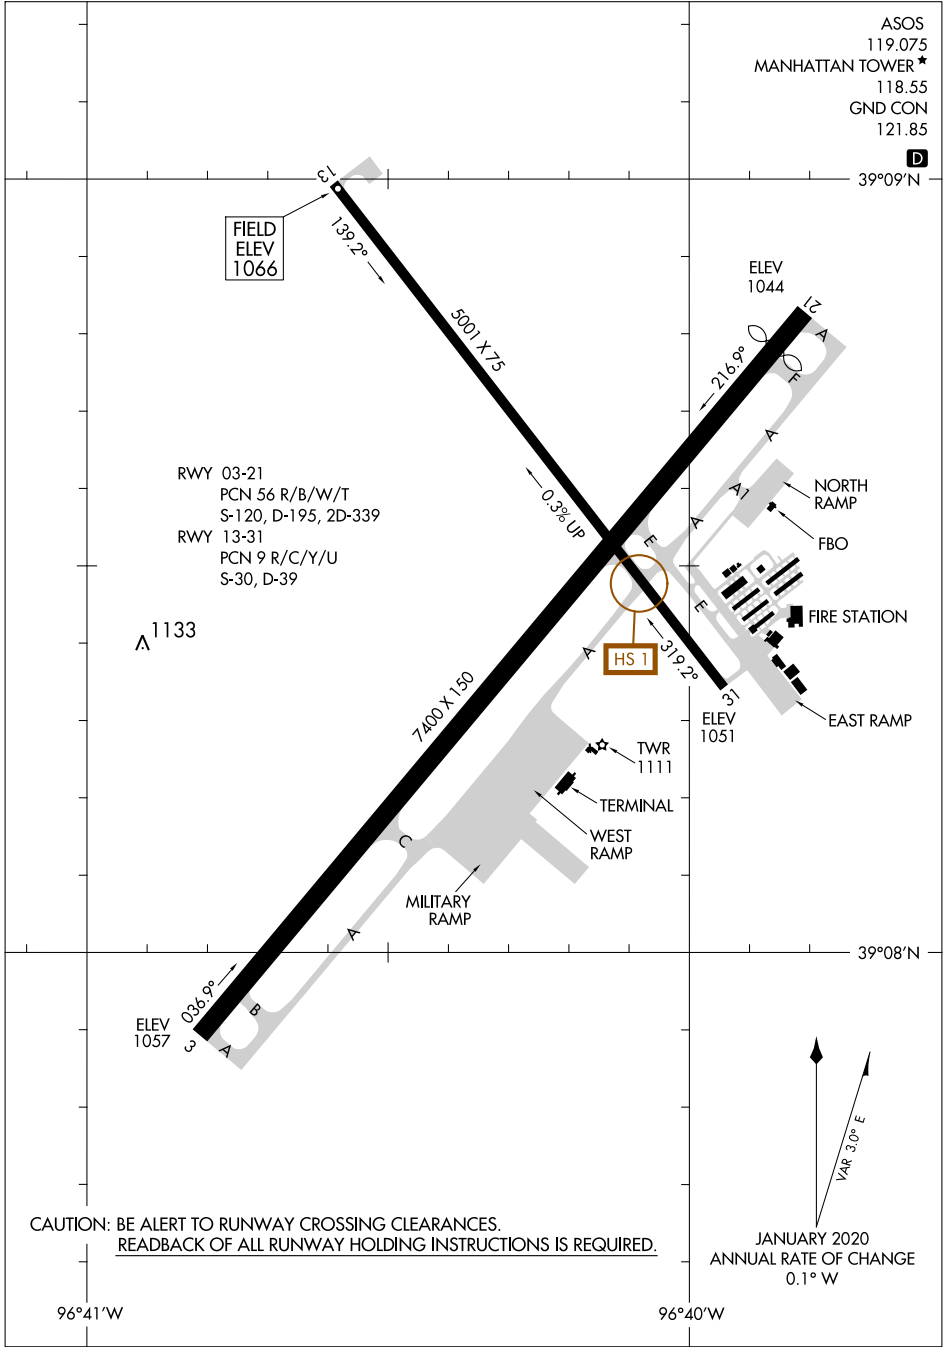 ASOS
119.075
MANHATTAN TOWER ★
118.55
GND CON
121.85
D
39°09'N
13
FIELD
ELEV
1066
139.2°
ELEV
1044
21
A
5001 X 75
216.9°
F
A
RWY 03-21
PCN 56 R/B/W/T
S-120, D-195, 2D-339
RWY 13-31
PCN 9 R/C/Y/U
S-30, D-39
0.3% UP
A1
NORTH
RAMP
A
FBO
E
E
FIRE STATION
1133
HS 1
319.2°
A
31
ELEV
1051
EAST RAMP
7400 X 150
TWR
1111
TERMINAL
WEST
RAMP
C
MILITARY
RAMP
A
39°08'N
036.9°
B
ELEV
1057
3
A
VAR 3.0° E
CAUTION: BE ALERT TO RUNWAY CROSSING CLEARANCES.
READBACK OF ALL RUNWAY HOLDING INSTRUCTIONS IS REQUIRED.
JANUARY 2020
ANNUAL RATE OF CHANGE
0.1° W
96°41'W
96°40'W